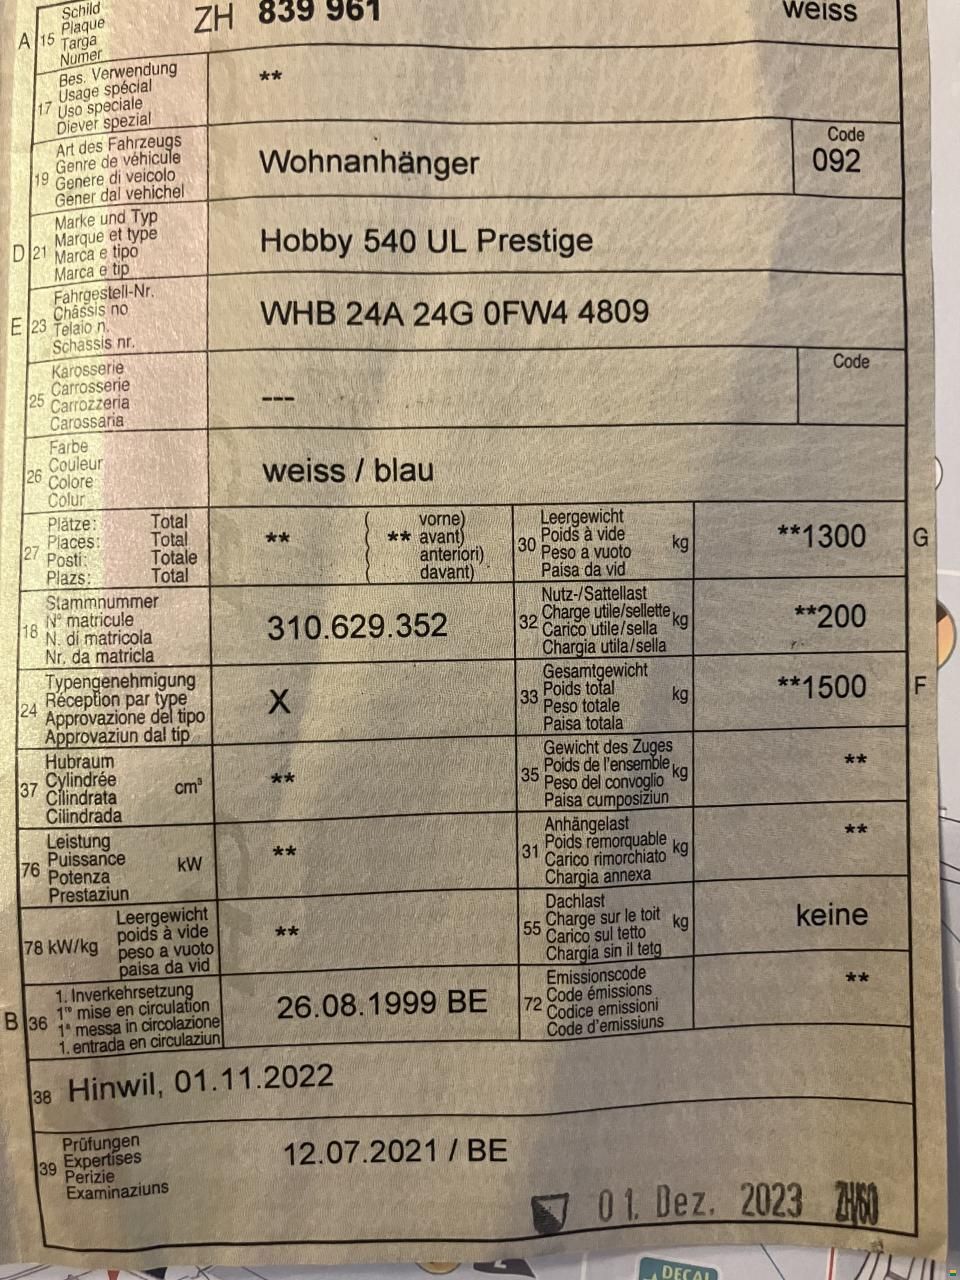 A 15 Schild
Plaque
Targa
Numer
ZH 839 961 weiss
17 Bes. Verwendung
Usage spécial
Uso speciale
Diever spezial
**
19 Art des Fahrzeugs
Genre de véhicule
Genere di veicolo
Gener dal vehichel
Wohnanhänger
Code
092
D 21 Marke und Typ
Marque et type
Marca e tipo
Marca e tip
Hobby 540 UL Prestige
E 23 Fahrgestell-Nr.
Châssis no
Telaio n.
Schassis nr.
WHB 24A 24G 0FW4 4809
25 Karosserie
Carrosserie
Carrozzeria
Carossaria
---
Code
26 Farbe
Couleur
Colore
Colur
weiss / blau
27 Plätze: Total
Places: Total
Posti: Totale
Plazs: Total
**
( vorne)
( ** avant)
( anteriori)
( davant)
30 Leergewicht
Poids à vide
Peso a vuoto
Paisa da vid
kg
**1300
G
18 Stammnummer
N° matricule
N. di matricola
Nr. da matricla
310.629.352
32 Nutz-/Sattellast
Charge utile/sellette
Carico utile/sella
Chargia utila/sella
kg
**200
24 Typengenehmigung
Réception par type
Approvazione del tipo
Approvaziun dal tip
X
33 Gesamtgewicht
Poids total
Peso totale
Paisa totala
kg
**1500
F
37 Hubraum
Cylindrée
Cilindrata
Cilindrada
cm³
**
35 Gewicht des Zuges
Poids de l'ensemble
Peso del convoglio
Paisa cumposiziun
kg
**
76 Leistung
Puissance
Potenza
Prestaziun
kW
**
31 Anhängelast
Poids remorquable
Carico rimorchiato
Chargia annexa
kg
**
78 kW/kg
Leergewicht
poids à vide
peso a vuoto
paisa da vid
**
55 Dachlast
Charge sur le toit
Carico sul tetto
Chargia sin il tetg
kg
keine
B 36 1. Inverkehrsetzung
1re mise en circulation
1a messa in circolazione
1. entrada en circulaziun
26.08.1999 BE
72 Emissionscode
Code émissions
Codice emissioni
Code d'emissiuns
**
38 Hinwil, 01.11.2022
39 Prüfungen
Expertises
Perizie
Examinaziuns
12.07.2021 / BE
01. Dez. 2023
DECAL